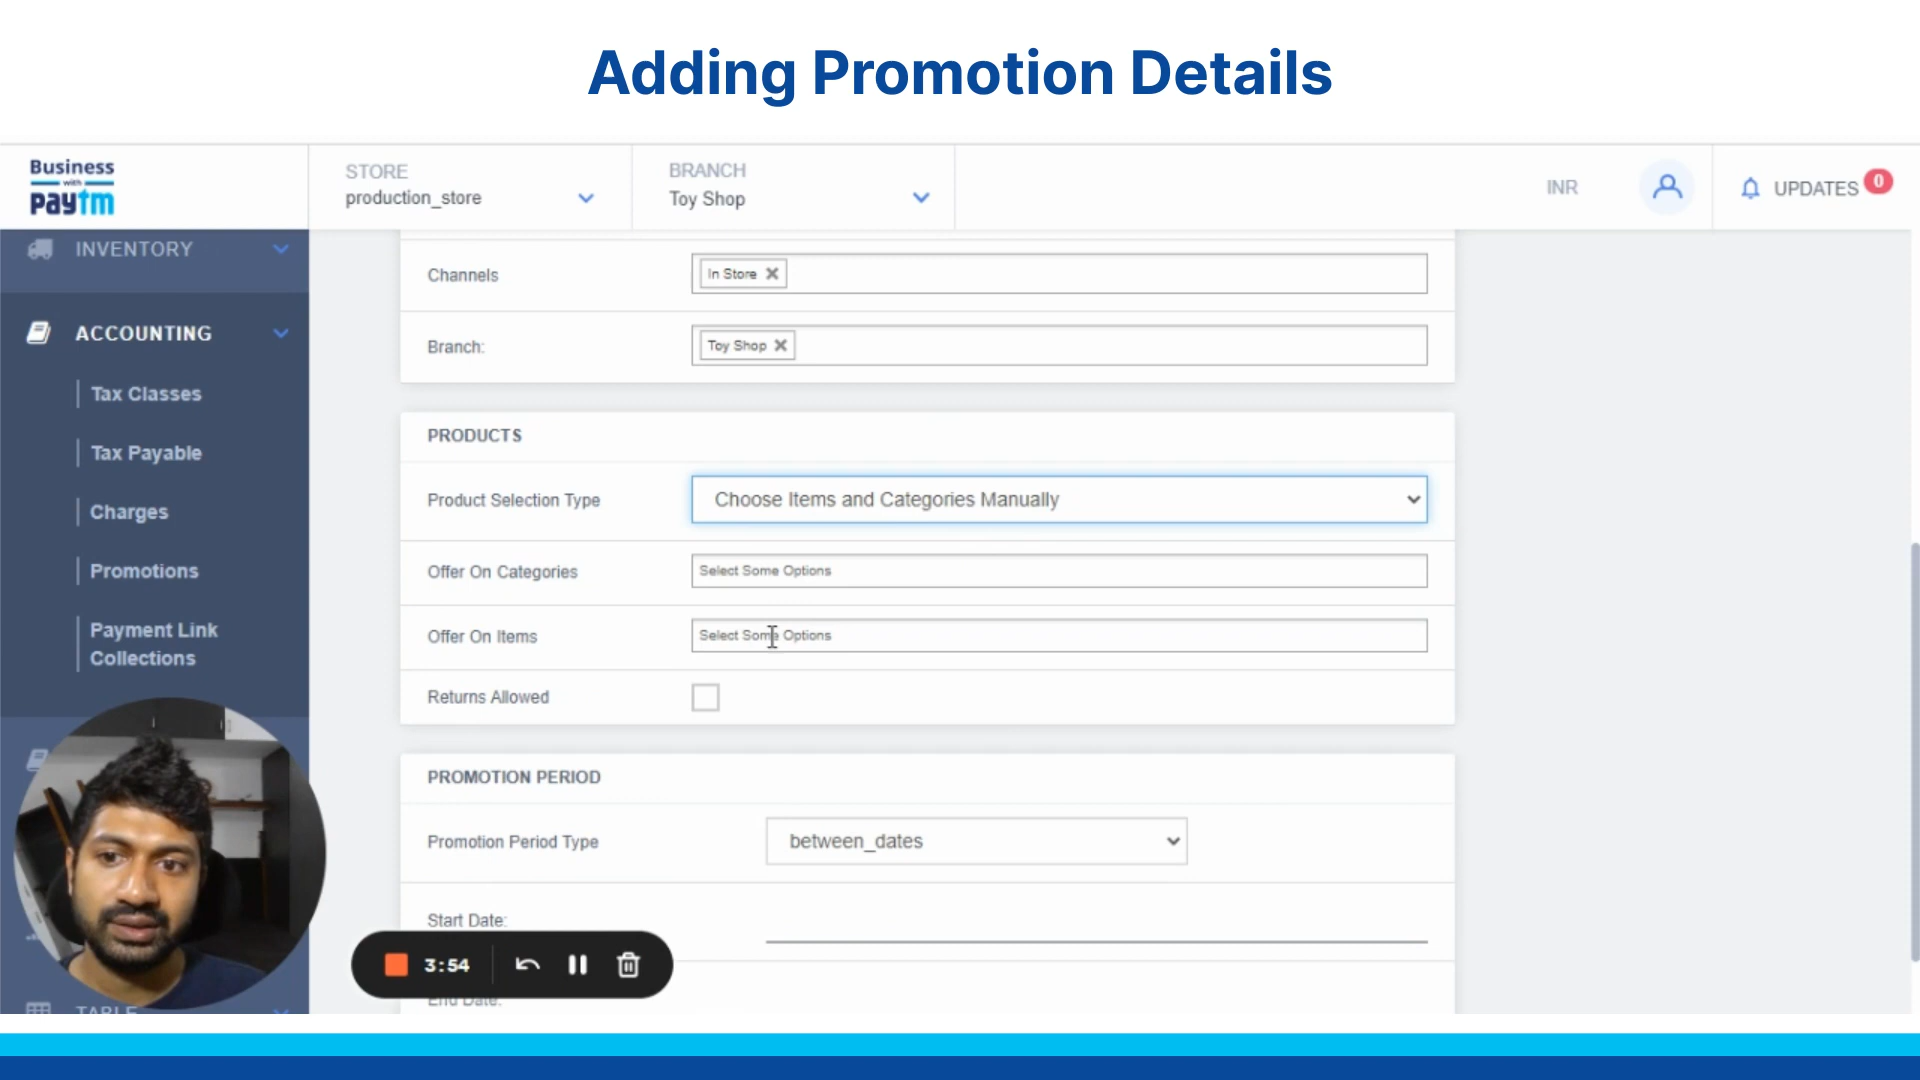 Adding Promotion Details
Business
with
paytm
STORE
production_store
BRANCH
Toy Shop
INR
UPDATES
0
INVENTORY
ACCOUNTING
Tax Classes
Tax Payable
Charges
Promotions
Payment Link
Collections
TABLE
Channels
In Store
Branch:
Toy Shop
PRODUCTS
Product Selection Type
Choose Items and Categories Manually
Offer On Categories
Select Some Options
Offer On Items
Select Some Options
Returns Allowed
PROMOTION PERIOD
Promotion Period Type
between_dates
Start Date:
End Date:
3:54